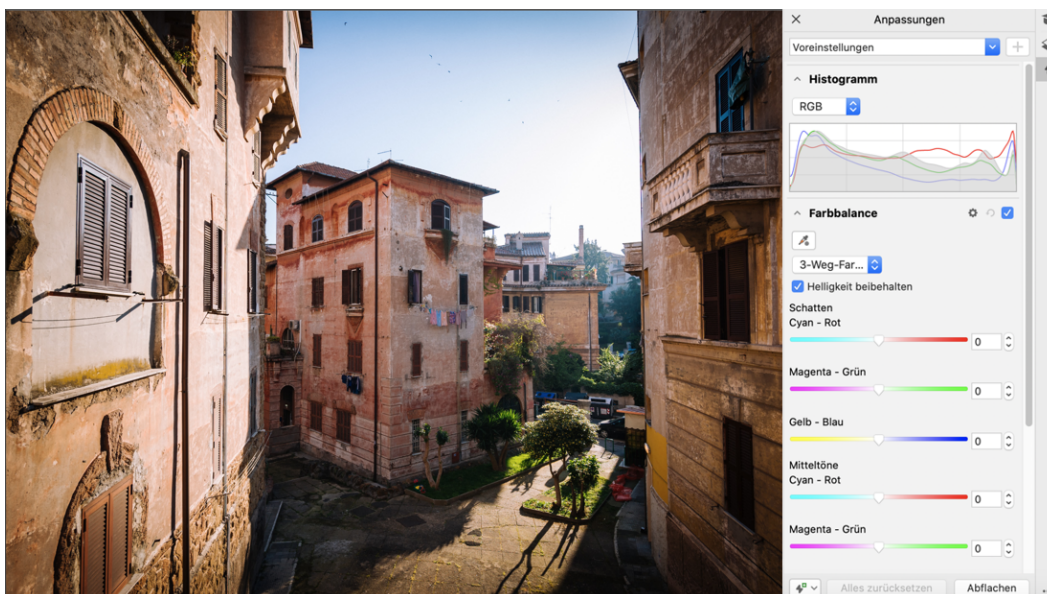 Anpassungen
Voreinstellungen
Histogramm
RGB
Farbbalance
3-Weg-Far...
Helligkeit beibehalten
Schatten
Cyan - Rot
0
Magenta - Grün
0
Gelb - Blau
0
Mitteltöne
Cyan - Rot
0
Magenta - Grün
0
Alles zurücksetzen
Abflachen